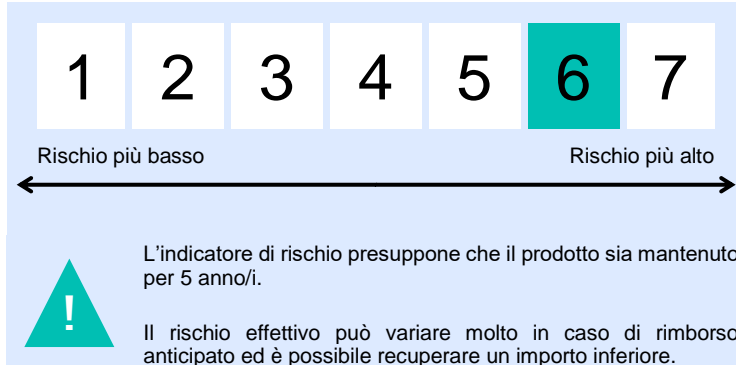 1 2 3 4 5 6 7
Rischio più basso Rischio più alto
L'indicatore di rischio presuppone che il prodotto sia mantenuto
per 5 anno/i.
!
Il rischio effettivo può variare molto in caso di rimborso
anticipato ed è possibile recuperare un importo inferiore.